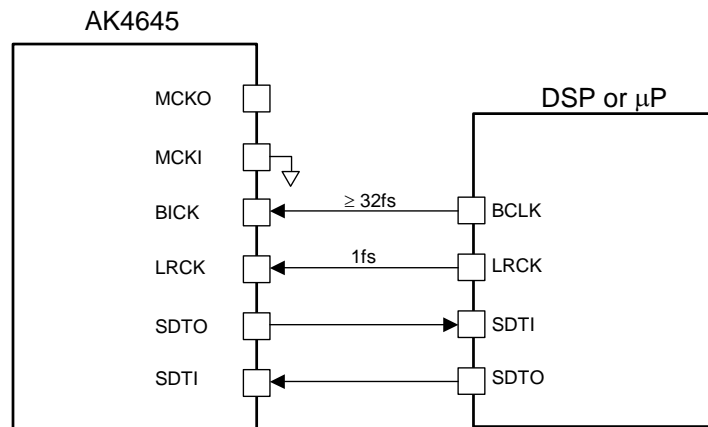 AK4645
DSP or μP
MCKO
MCKI
BICK
≥ 32fs
BCLK
LRCK
1fs
LRCK
SDTO
SDTI
SDTI
SDTO